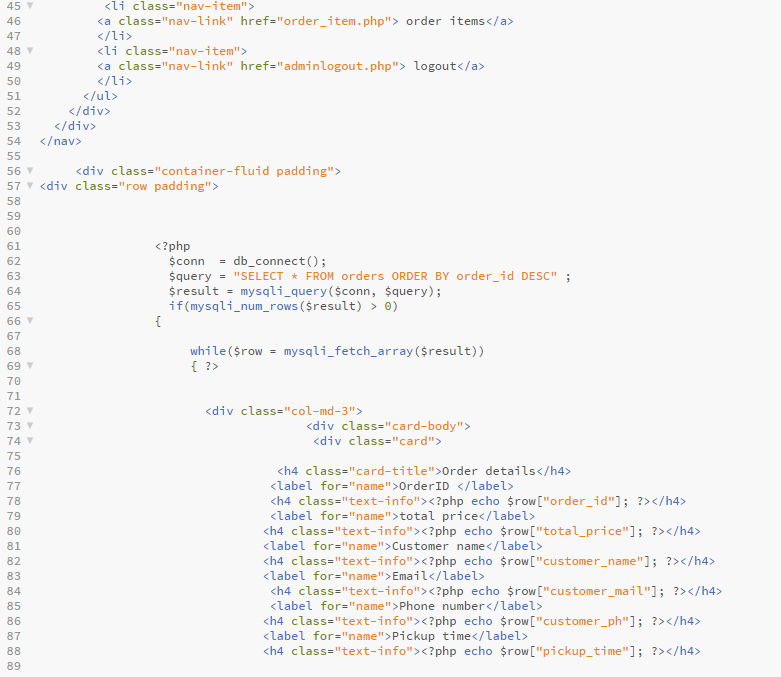 45 <li class="nav-item">
46 <a class="nav-link" href="order_item.php"> order items</a>
47 </li>
48 <li class="nav-item">
49 <a class="nav-link" href="adminlogout.php"> logout</a>
50 </li>
51 </ul>
52 </div>
53 </div>
54 </nav>
55
56 <div class="container-fluid padding">
57 <div class="row padding">
58
59
60
61 <?php
62 $conn  = db_connect();
63 $query = "SELECT * FROM orders ORDER BY order_id DESC" ;
64 $result = mysqli_query($conn, $query);
65 if(mysqli_num_rows($result) > 0)
66 {
67
68 while($row = mysqli_fetch_array($result))
69 { ?>
70
71
72 <div class="col-md-3">
73 <div class="card-body">
74 <div class="card">
75
76 <h4 class="card-title">Order details</h4>
77 <label for="name">OrderID </label>
78 <h4 class="text-info"><?php echo $row["order_id"]; ?></h4>
79 <label for="name">total price</label>
80 <h4 class="text-info"><?php echo $row["total_price"]; ?></h4>
81 <label for="name">Customer name</label>
82 <h4 class="text-info"><?php echo $row["customer_name"]; ?></h4>
83 <label for="name">Email</label>
84 <h4 class="text-info"><?php echo $row["customer_mail"]; ?></h4>
85 <label for="name">Phone number</label>
86 <h4 class="text-info"><?php echo $row["customer_ph"]; ?></h4>
87 <label for="name">Pickup time</label>
88 <h4 class="text-info"><?php echo $row["pickup_time"]; ?></h4>
89